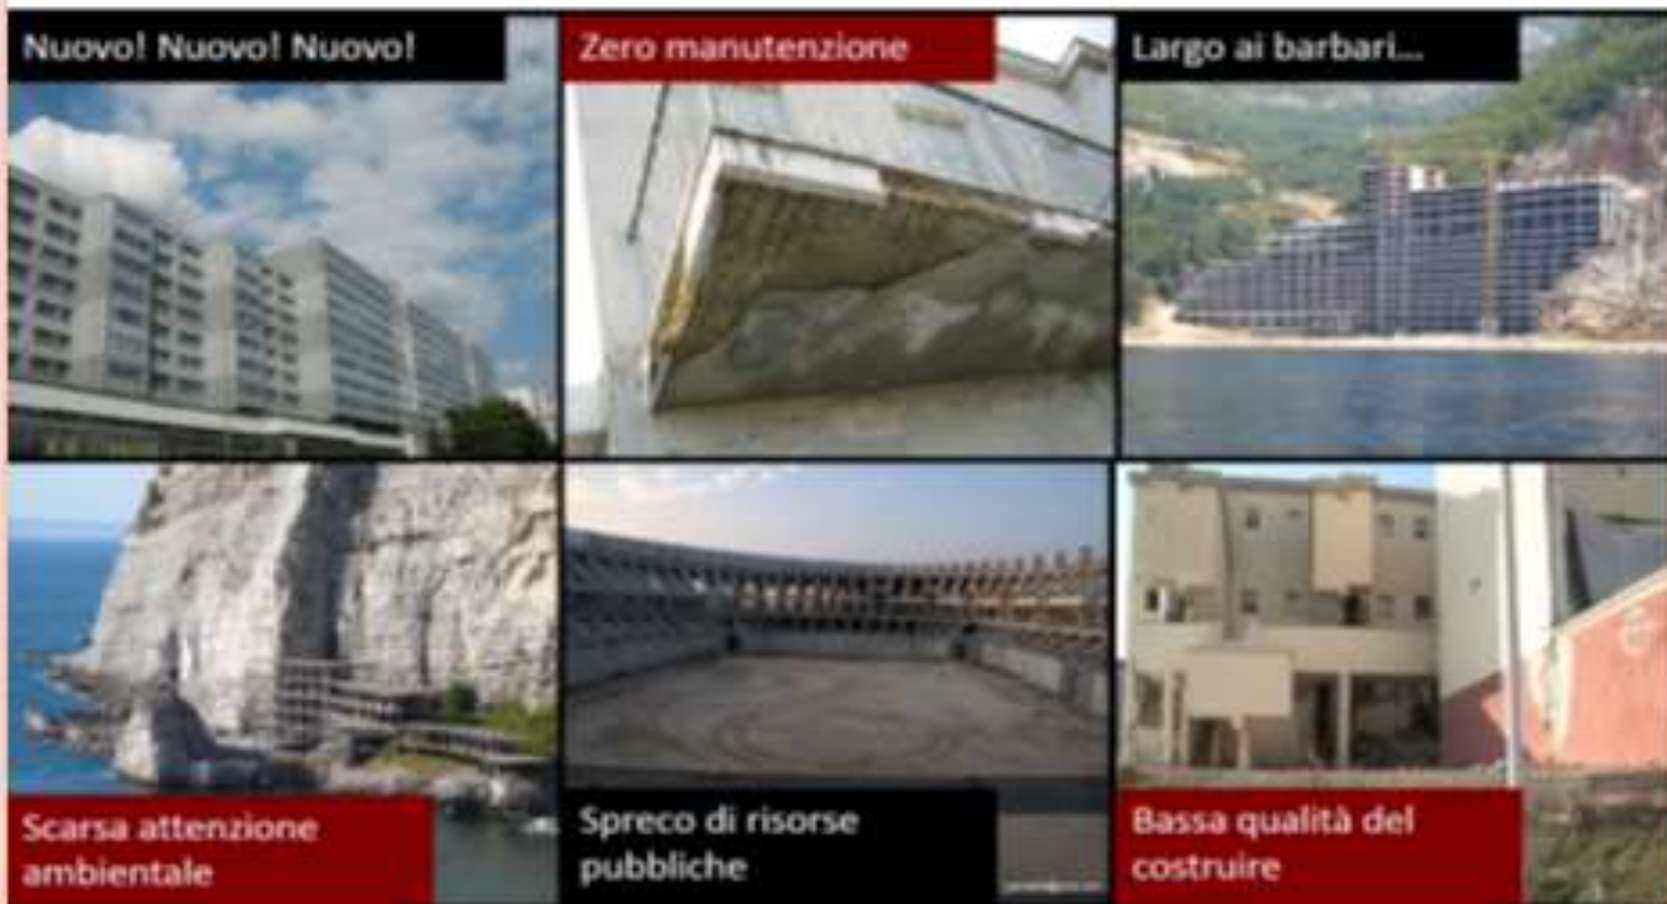 Nuovo! Nuovo! Nuovo!
Zero manutenzione
Largo ai barbari...
Scarsa attenzione
ambientale
Spreco di risorse
pubbliche
Bassa qualità del
costruire